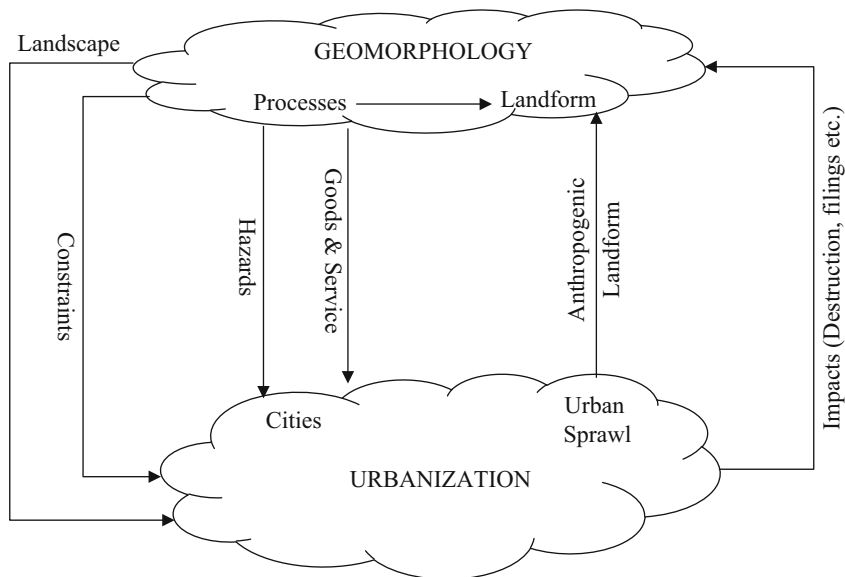 Landscape
GEOMORPHOLOGY
Processes
Landform
Constraints
Hazards
Goods & Service
Anthropogenic
Landform
Impacts (Destruction, filings etc.)
Cities
Urban
Sprawl
URBANIZATION